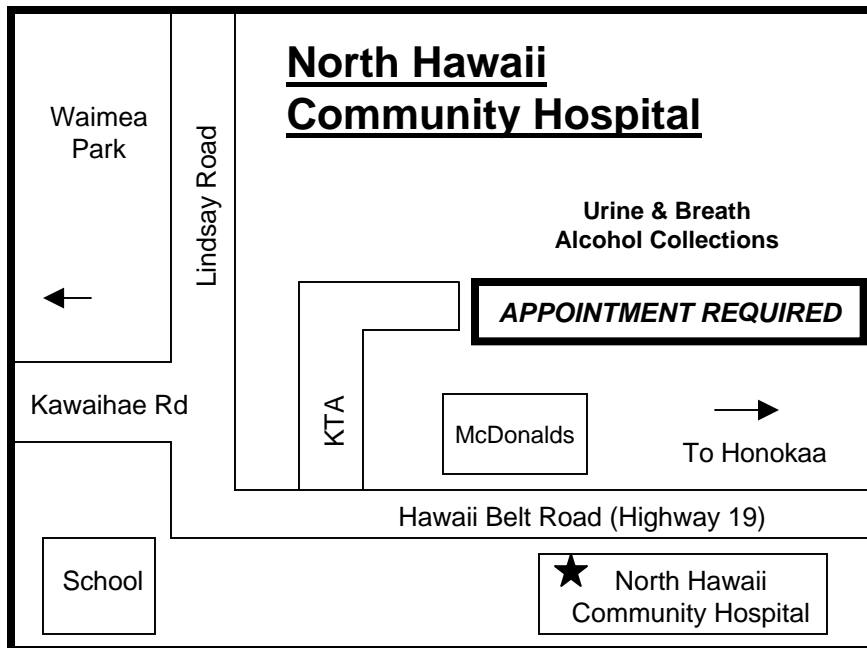 North Hawaii
Community Hospital
Waimea
Park
Lindsay Road
Urine & Breath
Alcohol Collections
APPOINTMENT REQUIRED
Kawaihae Rd
KTA
McDonalds
To Honokaa
Hawaii Belt Road (Highway 19)
School
North Hawaii
Community Hospital